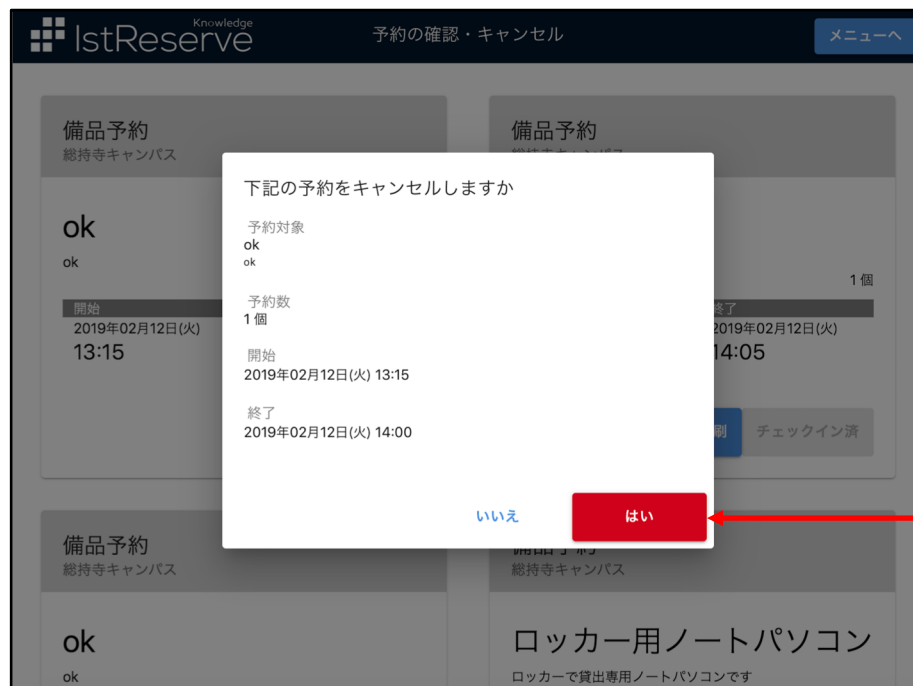 Knowledge
IstReserve
予約の確認・キャンセル
メニューへ
備品予約
総持寺キャンパス
ok
ok
開始
2019年02月12日(火)
13:15
備品予約
1 個
終了
2019年02月12日(火)
14:05
刷
チェックイン済
下記の予約をキャンセルしますか
予約対象
ok
ok
予約数
1 個
開始
2019年02月12日(火) 13:15
終了
2019年02月12日(火) 14:00
いいえ
はい
備品予約
総持寺キャンパス
ok
ok
総持寺キャンパス
ロッカー用ノートパソコン
ロッカーで貸出専用ノートパソコンです